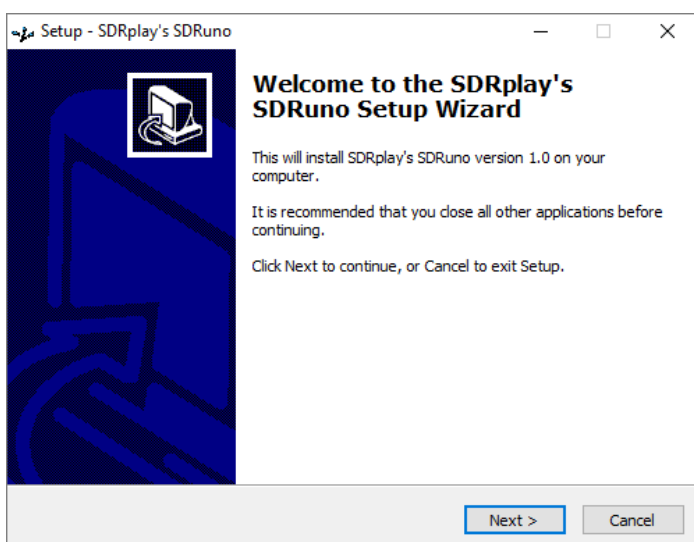 Setup - SDRplay's SDRuno
Welcome to the SDRplay's
SDRuno Setup Wizard
This will install SDRplay's SDRuno version 1.0 on your
computer.
It is recommended that you close all other applications before
continuing.
Click Next to continue, or Cancel to exit Setup.
Next >
Cancel